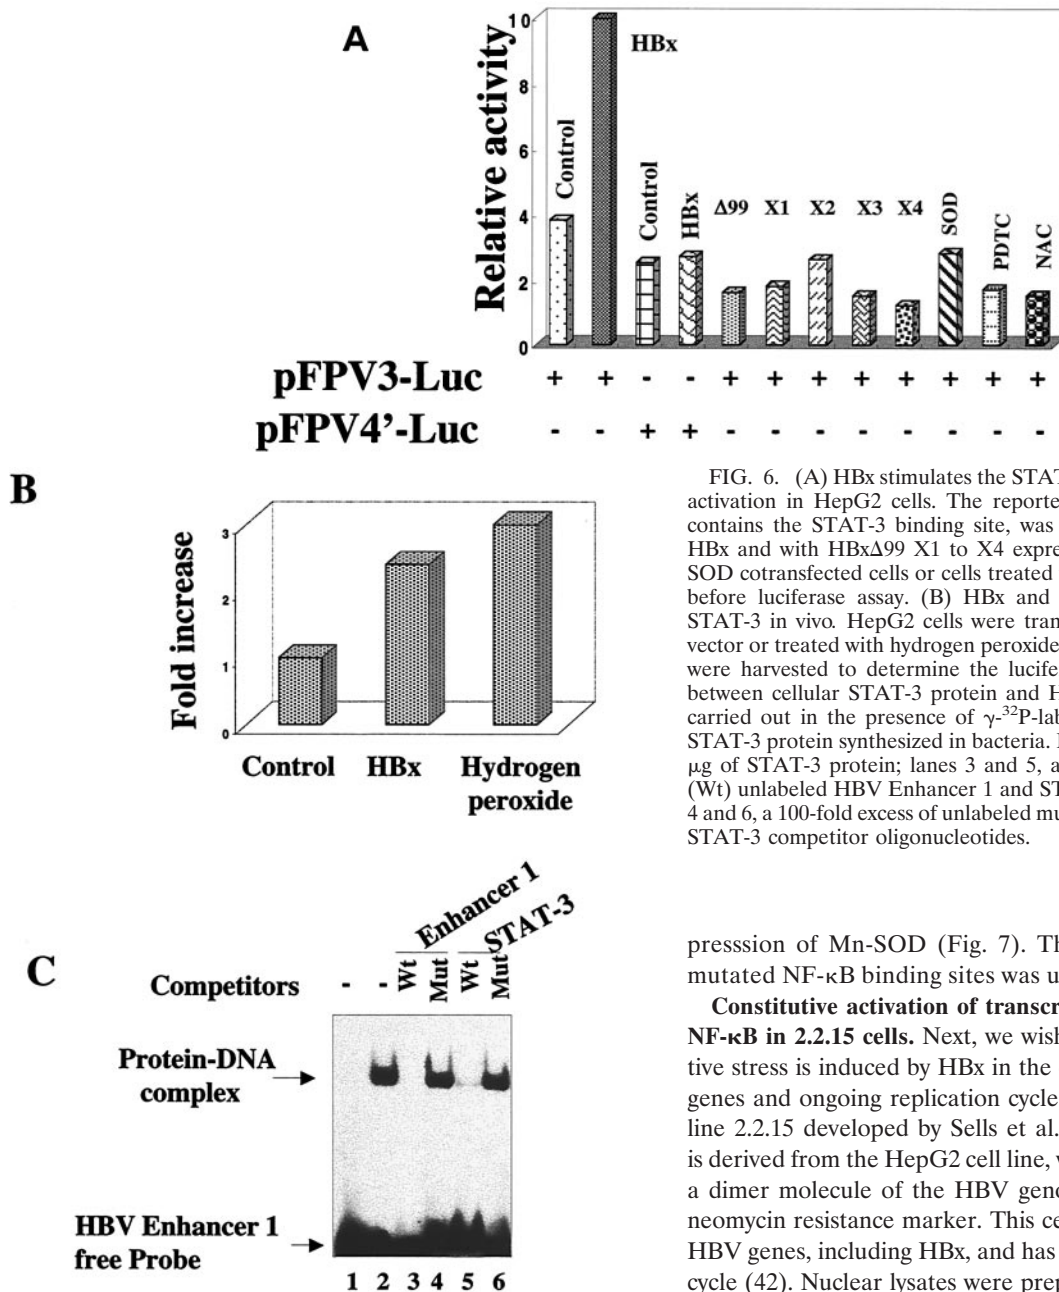 A
Relative activity
10
8
6
4
2
0
Control
HBx
Control
HBx
Δ99 X1 X2 X3 X4
SOD
PDTC
NAC
pFPV3-Luc + + - - + + + + + + + +
pFPV4'-Luc - - + + - - - - - - - -
B
Fold increase
3
2
1
0
Control HBx Hydrogen
peroxide
FIG. 6. (A) HBx stimulates the STAT
activation in HepG2 cells. The reporte
contains the STAT-3 binding site, was
HBx and with HBxΔ99 X1 to X4 expre
SOD cotransfected cells or cells treated
before luciferase assay. (B) HBx and
STAT-3 in vivo. HepG2 cells were tran
vector or treated with hydrogen peroxide
were harvested to determine the lucife
between cellular STAT-3 protein and H
carried out in the presence of γ-³²P-lab
STAT-3 protein synthesized in bacteria.
μg of STAT-3 protein; lanes 3 and 5, a
(Wt) unlabeled HBV Enhancer 1 and ST
4 and 6, a 100-fold excess of unlabeled mu
STAT-3 competitor oligonucleotides.
C
Enhancer 1
STAT-3
Competitors - - Wt Mut Wt Mut
Protein-DNA
complex
HBV Enhancer 1
free Probe
1 2 3 4 5 6
presssion of Mn-SOD (Fig. 7). Th
mutated NF-κB binding sites was u
Constitutive activation of transcr
NF-κB in 2.2.15 cells. Next, we wish
tive stress is induced by HBx in the
genes and ongoing replication cycle
line 2.2.15 developed by Sells et al.
is derived from the HepG2 cell line, w
a dimer molecule of the HBV geno
neomycin resistance marker. This ce
HBV genes, including HBx, and has
cycle (42). Nuclear lysates were prep